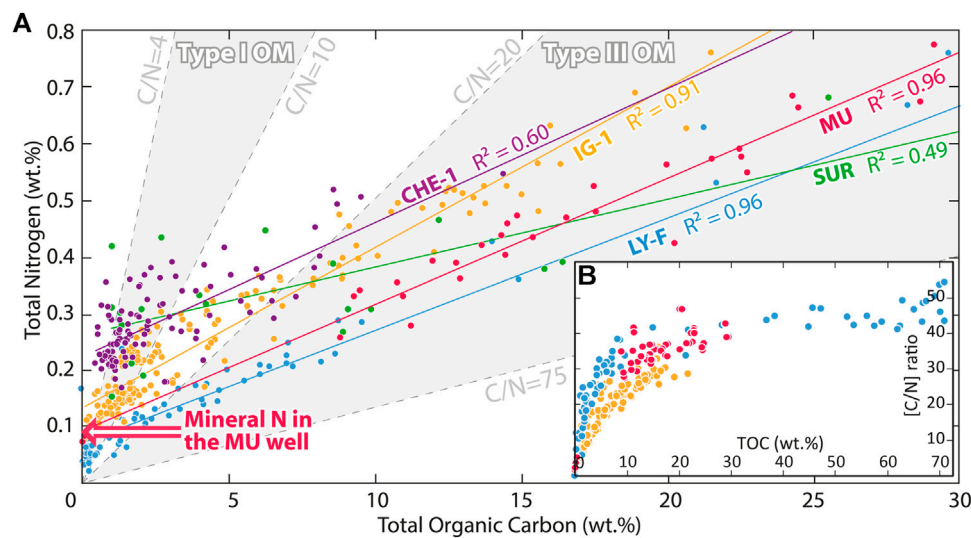 A
Total Nitrogen (wt.%)
0.8
0.7
0.6
0.5
0.4
0.3
0.2
0.1
0
Type I OM
Type III OM
C/N=4
C/N=10
C/N=20
C/N=75
CHE-1 R² = 0.60
IG-1 R² = 0.91
MU R² = 0.96
SUR R² = 0.49
LY-F R² = 0.96
Mineral N in
the MU well
0 5 10 15 20 25 30
Total Organic Carbon (wt.%)
B
[C/N] ratio
50
40
30
20
10
TOC (wt.%)
0 10 20 30 40 50 60 70